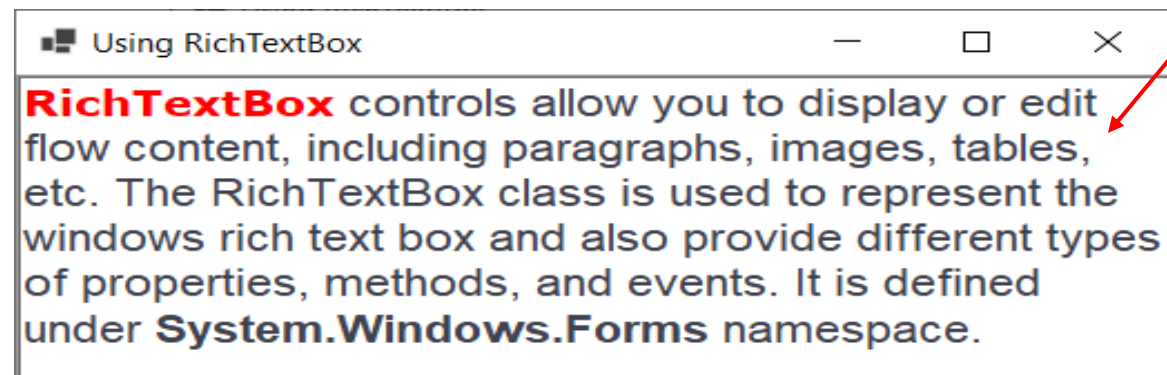 Using RichTextBox
RichTextBox controls allow you to display or edit
flow content, including paragraphs, images, tables,
etc. The RichTextBox class is used to represent the
windows rich text box and also provide different types
of properties, methods, and events. It is defined
under System.Windows.Forms namespace.